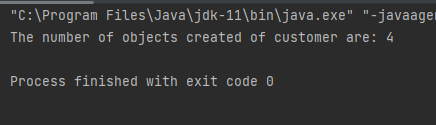 "C:\Program Files\Java\jdk-11\bin\java.exe" "-javaagen
The number of objects created of customer are: 4
Process finished with exit code 0